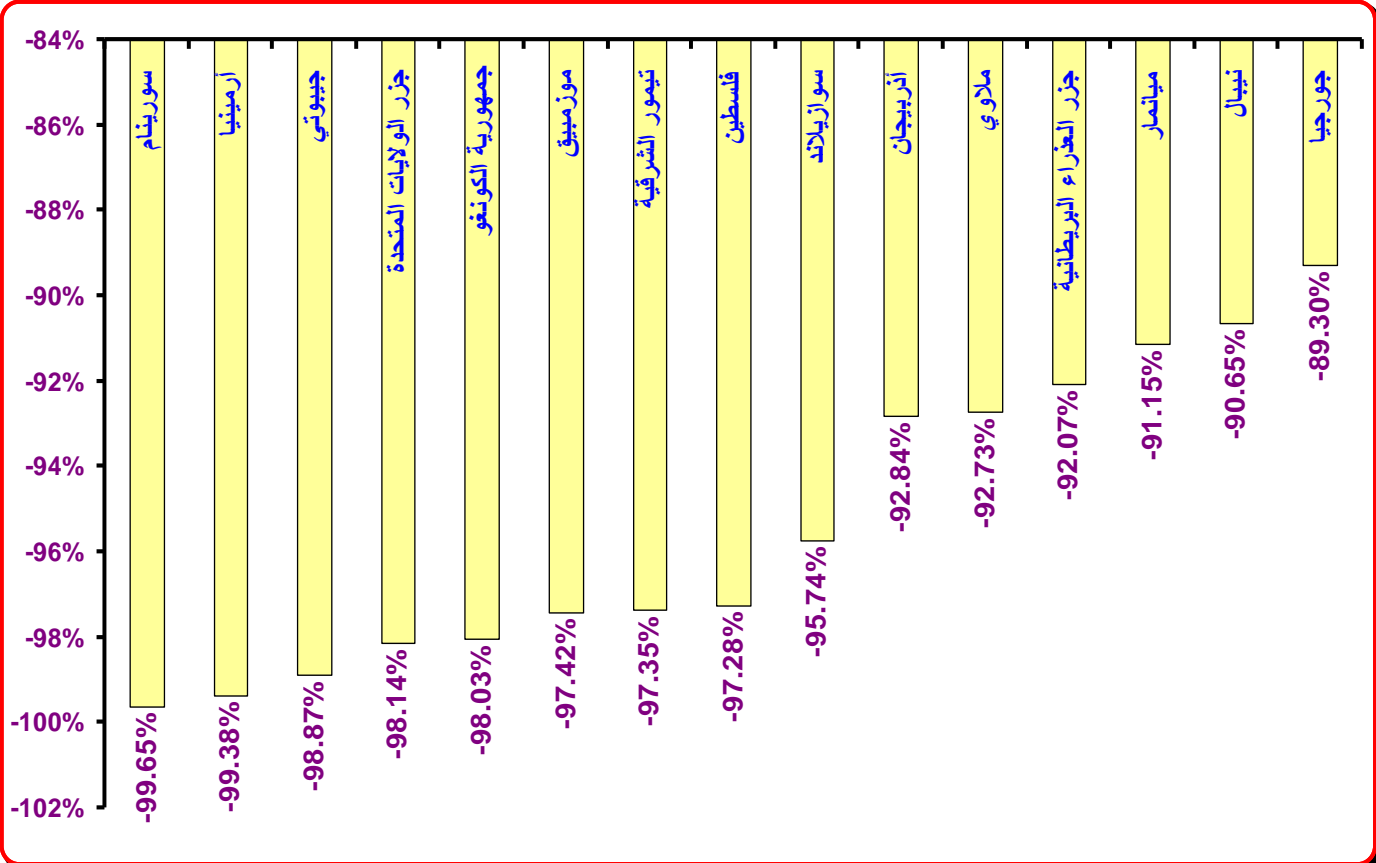 -84%
-86%
-88%
-90%
-92%
-94%
-96%
-98%
-100%
-102%
سورينام
أرمينيا
جيبوتي
جزر الولايات المتحدة
جمهورية الكونغو
موزمبيق
تيمور الشرقية
فلسطين
سوازيلاند
أذربيجان
ملاوي
جزر العذراء البريطانية
ميانمار
نيبال
جورجيا
-99.65%
-99.38%
-98.87%
-98.14%
-98.03%
-97.42%
-97.35%
-97.28%
-95.74%
-92.84%
-92.73%
-92.07%
-91.15%
-90.65%
-89.30%